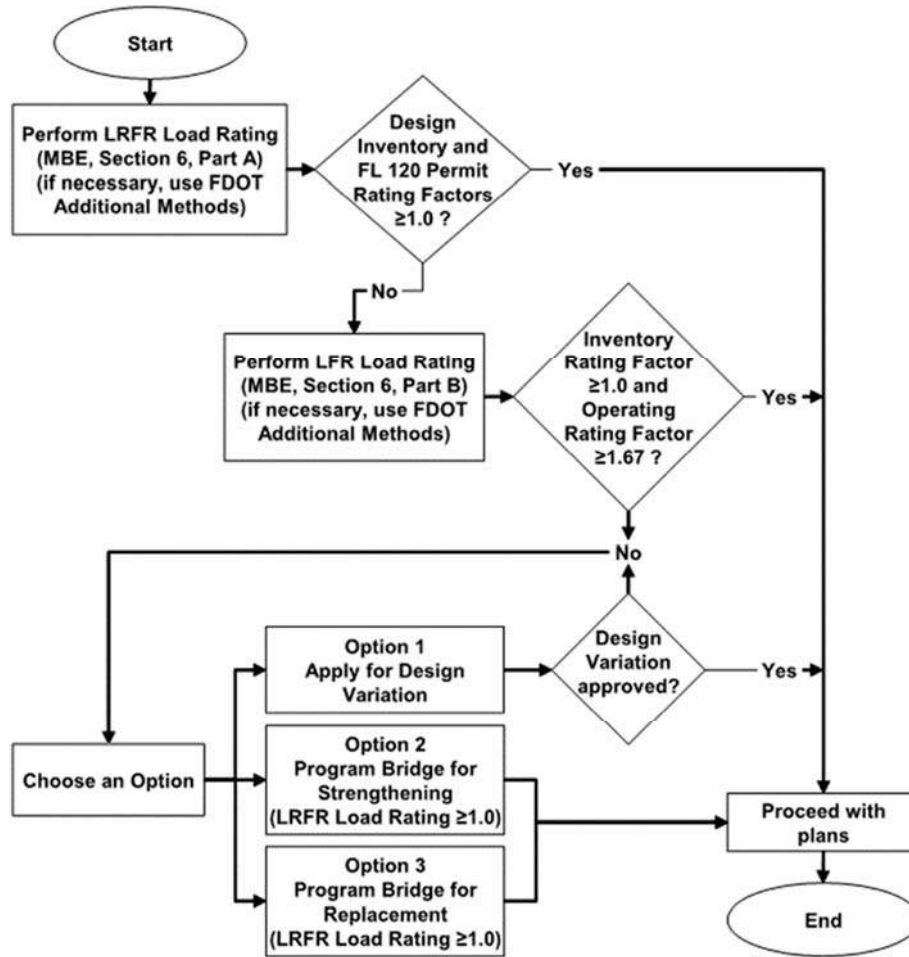 Start
Perform LRFR Load Rating
(MBE, Section 6, Part A)
(if necessary, use FDOT
Additional Methods)
Design
Inventory and
FL 120 Permit
Rating Factors
≥1.0 ?
Yes
No
Perform LFR Load Rating
(MBE, Section 6, Part B)
(if necessary, use FDOT
Additional Methods)
Inventory
Rating Factor
≥1.0 and
Operating
Rating Factor
≥1.67 ?
Yes
No
Option 1
Apply for Design
Variation
Design
Variation
approved?
Yes
Choose an Option
Option 2
Program Bridge for
Strengthening
(LRFR Load Rating ≥1.0)
Option 3
Program Bridge for
Replacement
(LRFR Load Rating ≥1.0)
Proceed with
plans
End